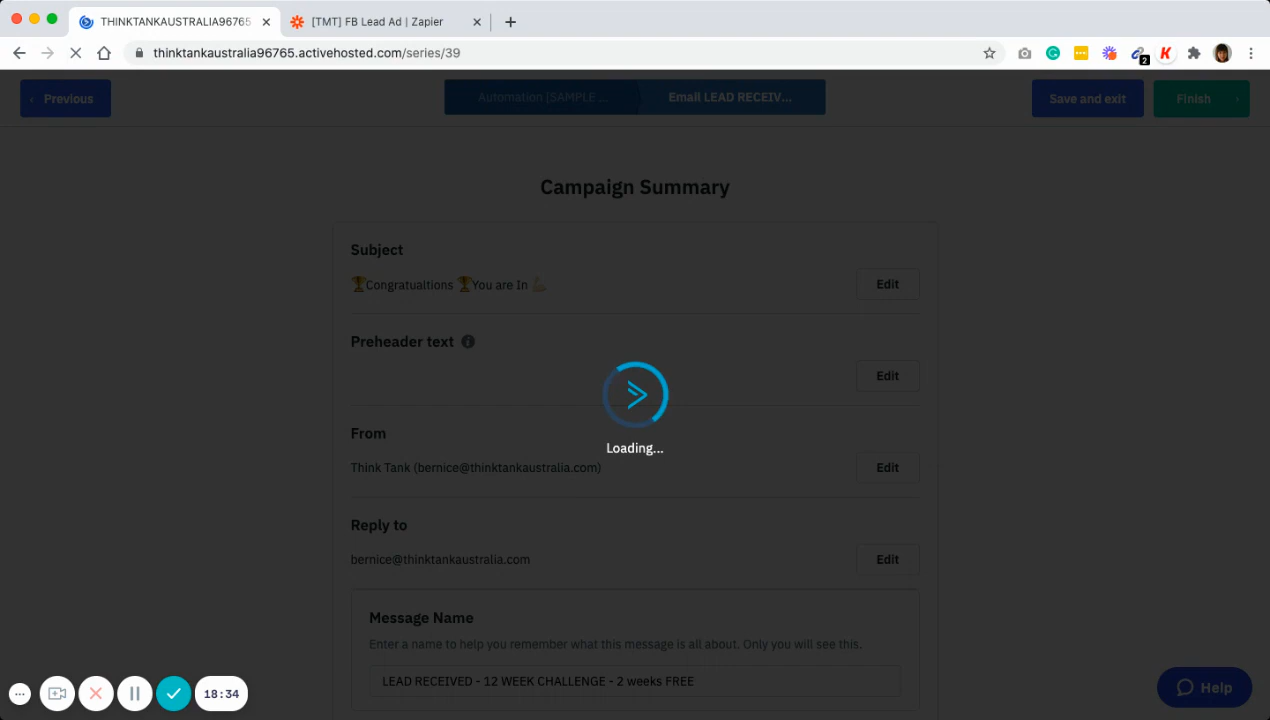 THINKTANKAUSTRALIA96765
[TMT] FB Lead Ad | Zapier
thinktankaustralia96765.activehosted.com/series/39
2
Previous
Automation [SAMPLE ...
Email LEAD RECEIV...
Save and exit
Finish
Campaign Summary
Subject
🏆Congratualtions 🏆You are In 💪
Edit
Preheader text
Edit
Loading...
From
Think Tank (bernice@thinktankaustralia.com)
Edit
Reply to
bernice@thinktankaustralia.com
Edit
Message Name
Enter a name to help you remember what this message is all about. Only you will see this.
LEAD RECEIVED - 12 WEEK CHALLENGE - 2 weeks FREE
18:34
Help